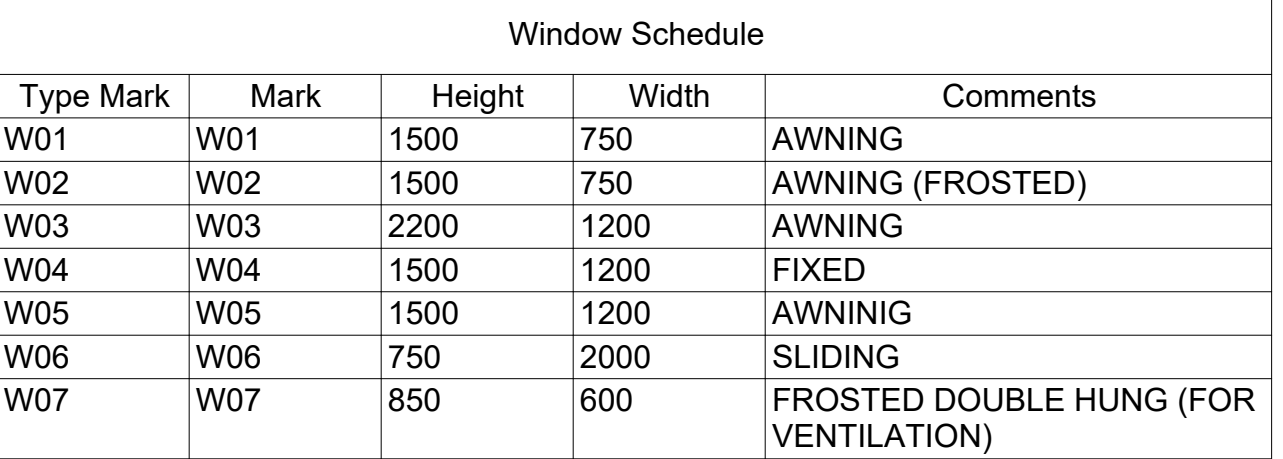 Window Schedule
Type Mark Mark Height Width Comments
W01 W01 1500 750 AWNING
W02 W02 1500 750 AWNING (FROSTED)
W03 W03 2200 1200 AWNING
W04 W04 1500 1200 FIXED
W05 W05 1500 1200 AWNINIG
W06 W06 750 2000 SLIDING
W07 W07 850 600 FROSTED DOUBLE HUNG (FOR
VENTILATION)